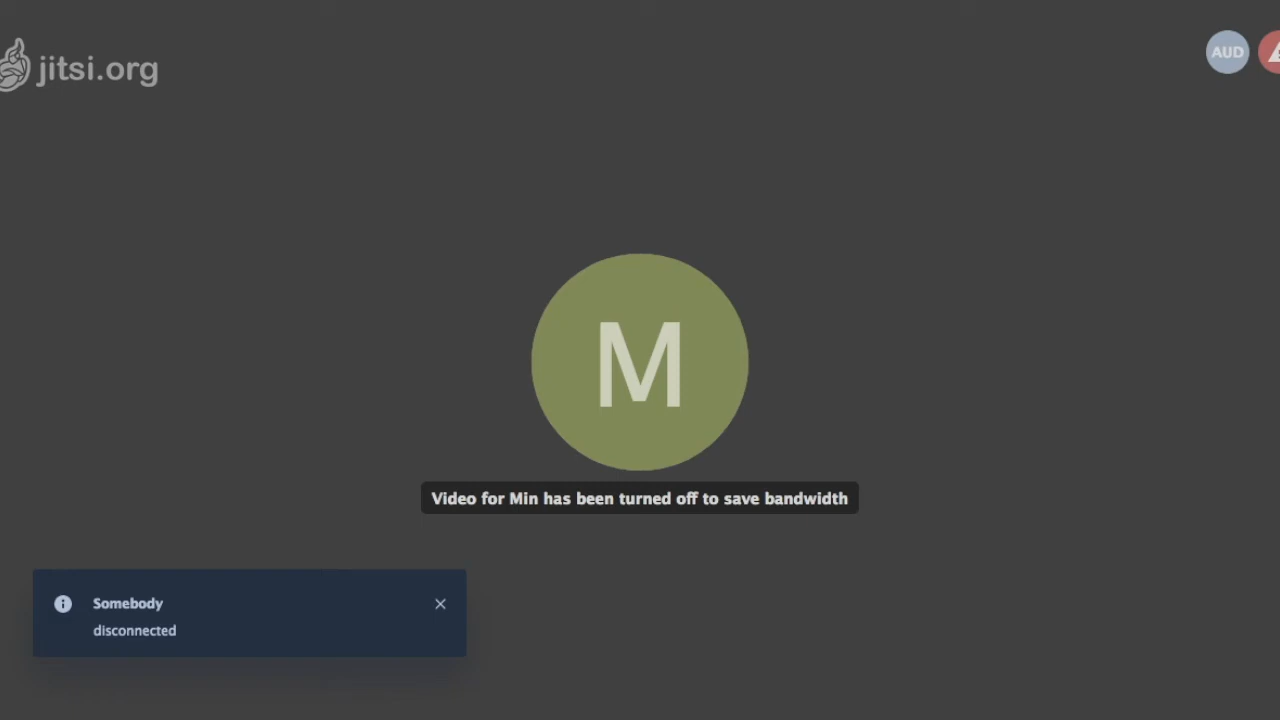 jitsi.org
AUD
M
Video for Min has been turned off to save bandwidth
Somebody
disconnected